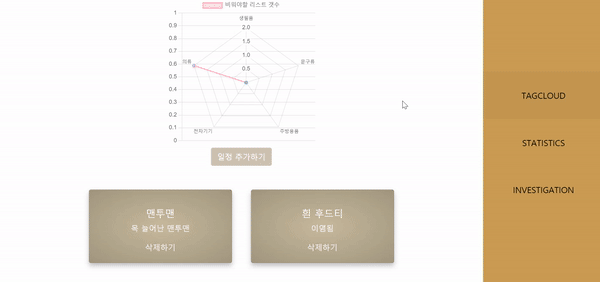 비워야할 리스트 갯수
1
0.9
0.8
0.7
0.6
0.5
0.4
0.3
0.2
0.1
0
생필품
2.0
1.5
1.0
0.5
의류
문구류
전자기기
주방용품
일정 추가하기
맨투맨
목 늘어난 맨투맨
삭제하기
흰 후드티
이염됨
삭제하기
TAGCLOUD
STATISTICS
INVESTIGATION